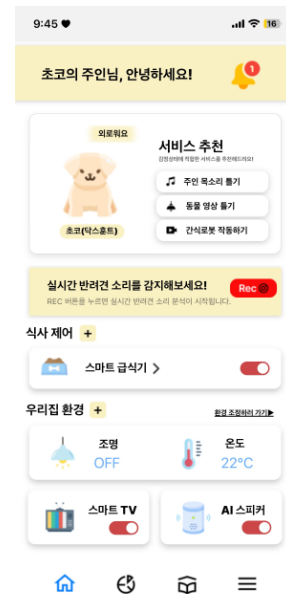 9:45
16
초코의 주인님, 안녕하세요!
1
외로워요
초코(닥스훈트)
서비스 추천
감정상태에 적합한 서비스를 추천해드려요!
주인 목소리 틀기
동물 영상 틀기
간식로봇 작동하기
실시간 반려견 소리를 감지해보세요!
REC 버튼을 누르면 실시간 반려견 소리 분석이 시작됩니다.
Rec
식사 제어 +
스마트 급식기 >
우리집 환경 +
환경 조절하러 가기▶
조명
OFF
온도
22°C
스마트 TV
AI 스피커